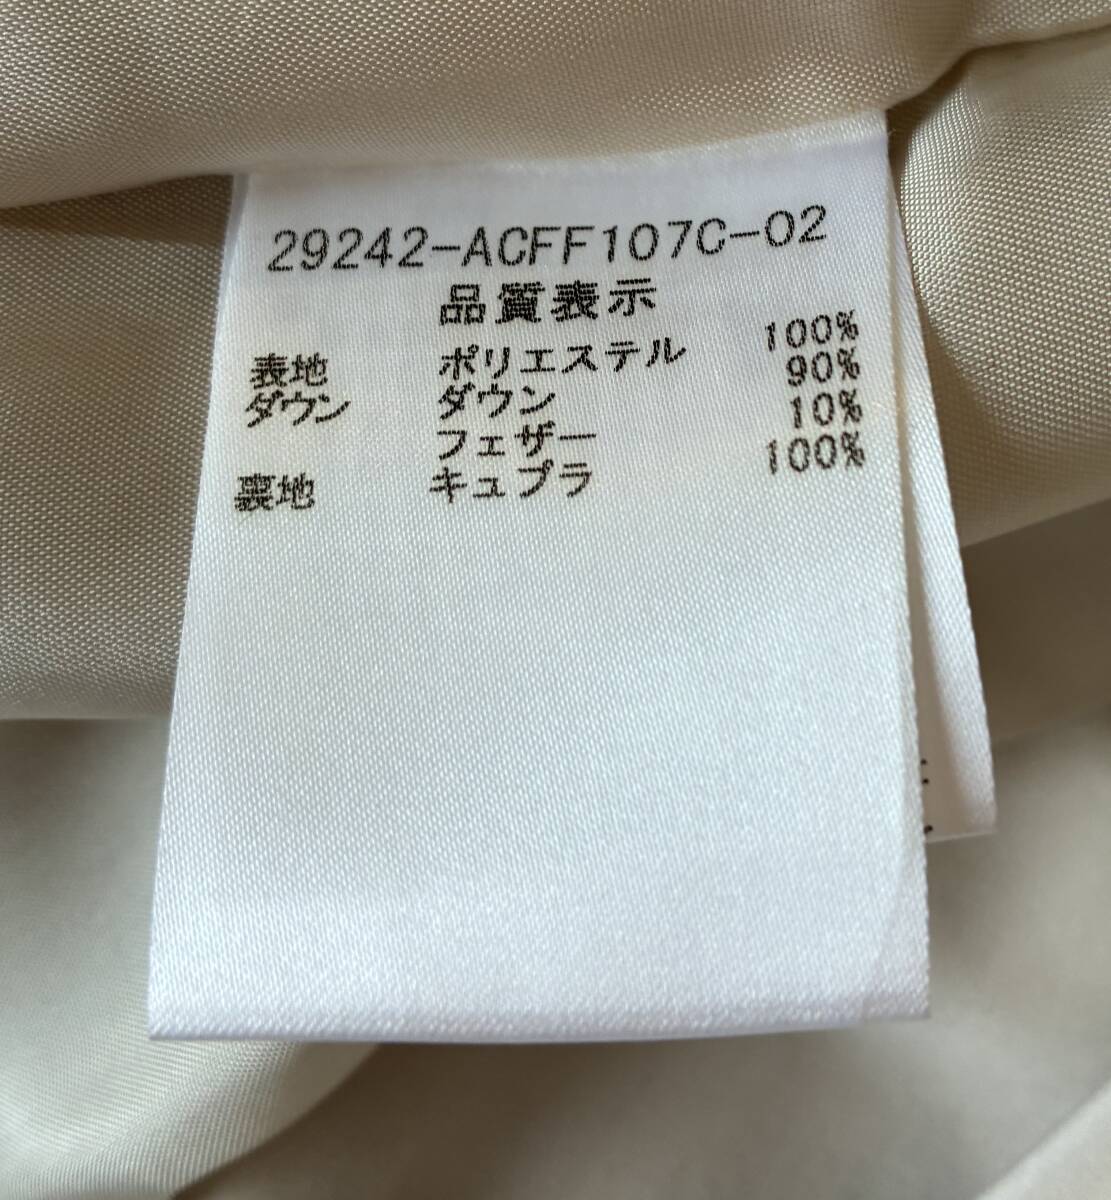 29242-ACFF107C-02
品質表示
表地 ポリエステル 100%
ダウン ダウン 90%
フェザー 10%
裏地 キュプラ 100%